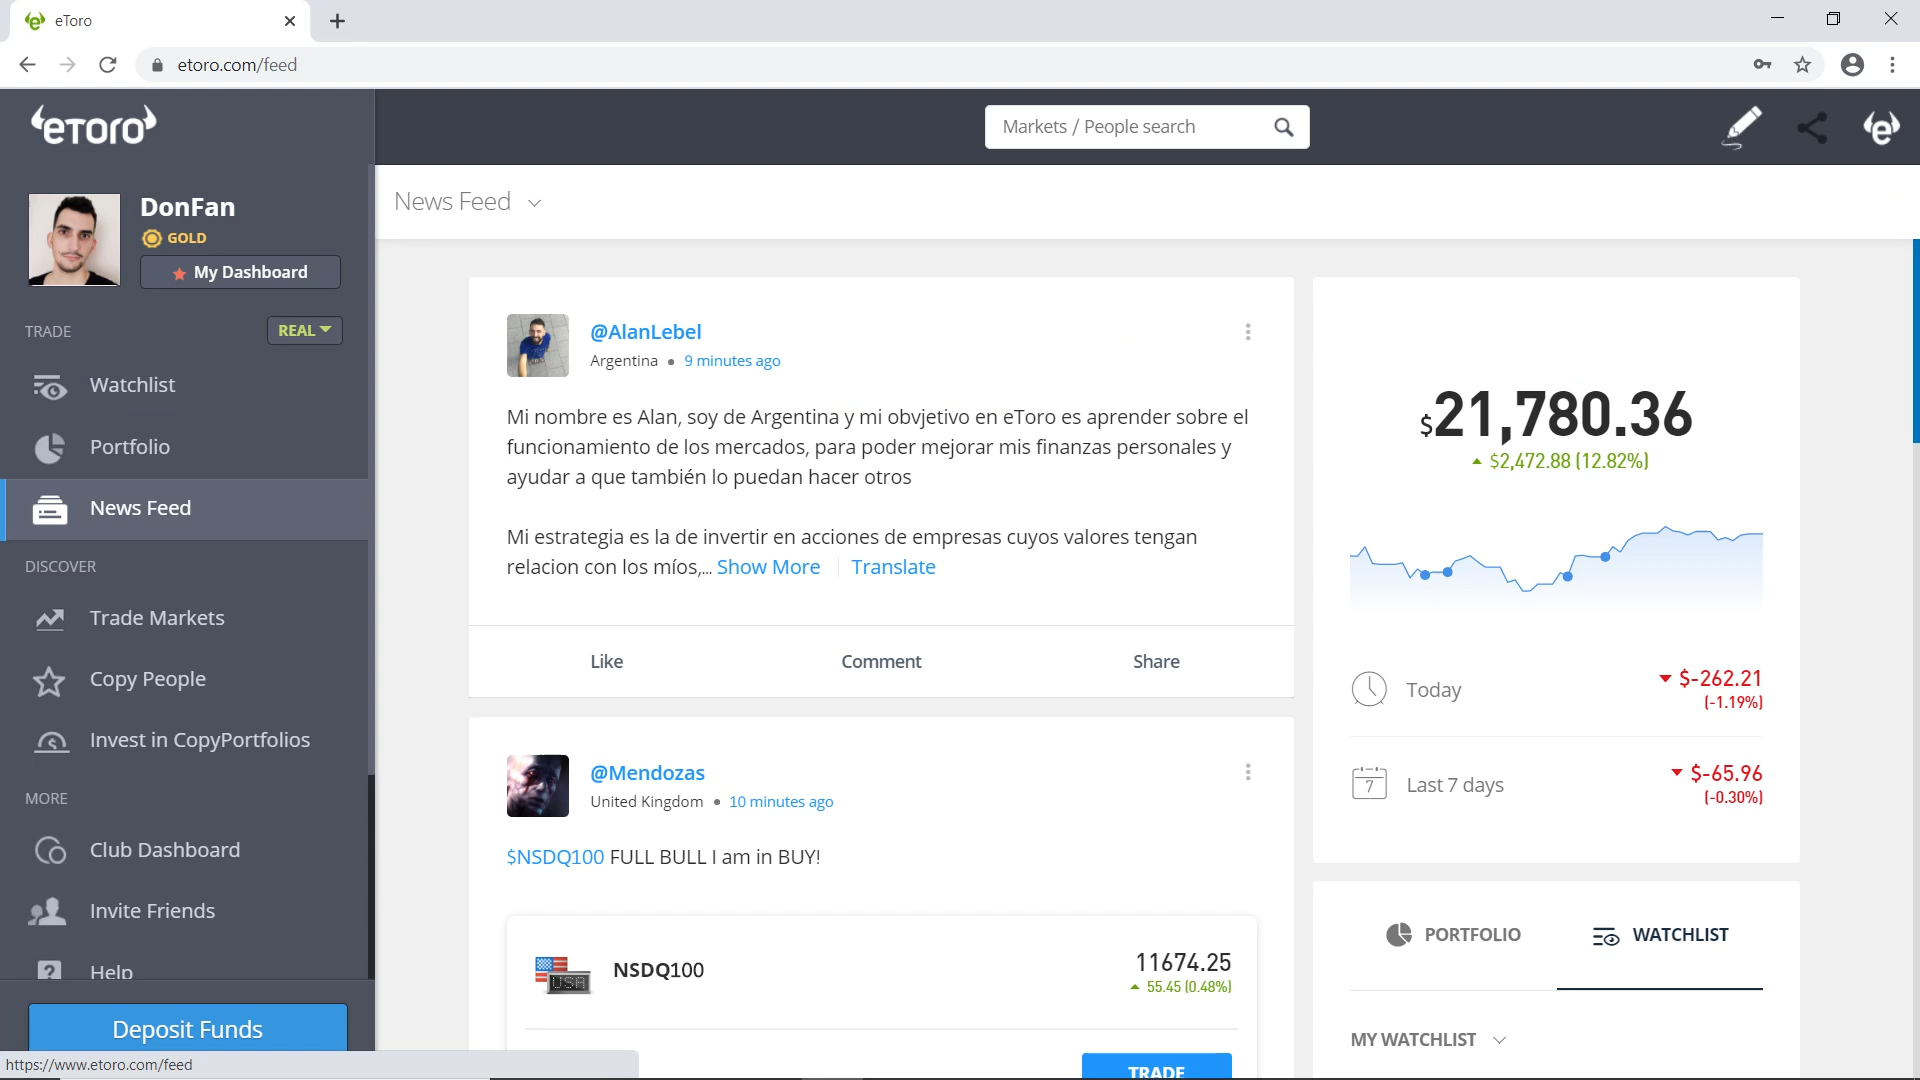 eToro
etoro.com/feed
eTORO
Markets / People search
DonFan
GOLD
My Dashboard
TRADE
REAL
Watchlist
Portfolio
News Feed
DISCOVER
Trade Markets
Copy People
Invest in CopyPortfolios
MORE
Club Dashboard
Invite Friends
Help
Deposit Funds
https://www.etoro.com/feed
News Feed
@AlanLebel
Argentina • 9 minutes ago
Mi nombre es Alan, soy de Argentina y mi obvjetivo en eToro es aprender sobre el
funcionamiento de los mercados, para poder mejorar mis finanzas personales y
ayudar a que también lo puedan hacer otros
Mi estrategia es la de invertir en acciones de empresas cuyos valores tengan
relacion con los míos,... Show More Translate
Like Comment Share
@Mendozas
United Kingdom • 10 minutes ago
$NSDQ100 FULL BULL I am in BUY!
USA
NSDQ100
11674.25
55.45 (0.48%)
TRADE
$21,780.36
$2,472.88 (12.82%)
Today
$-262.21
(-1.19%)
7
Last 7 days
$-65.96
(-0.30%)
PORTFOLIO WATCHLIST
MY WATCHLIST